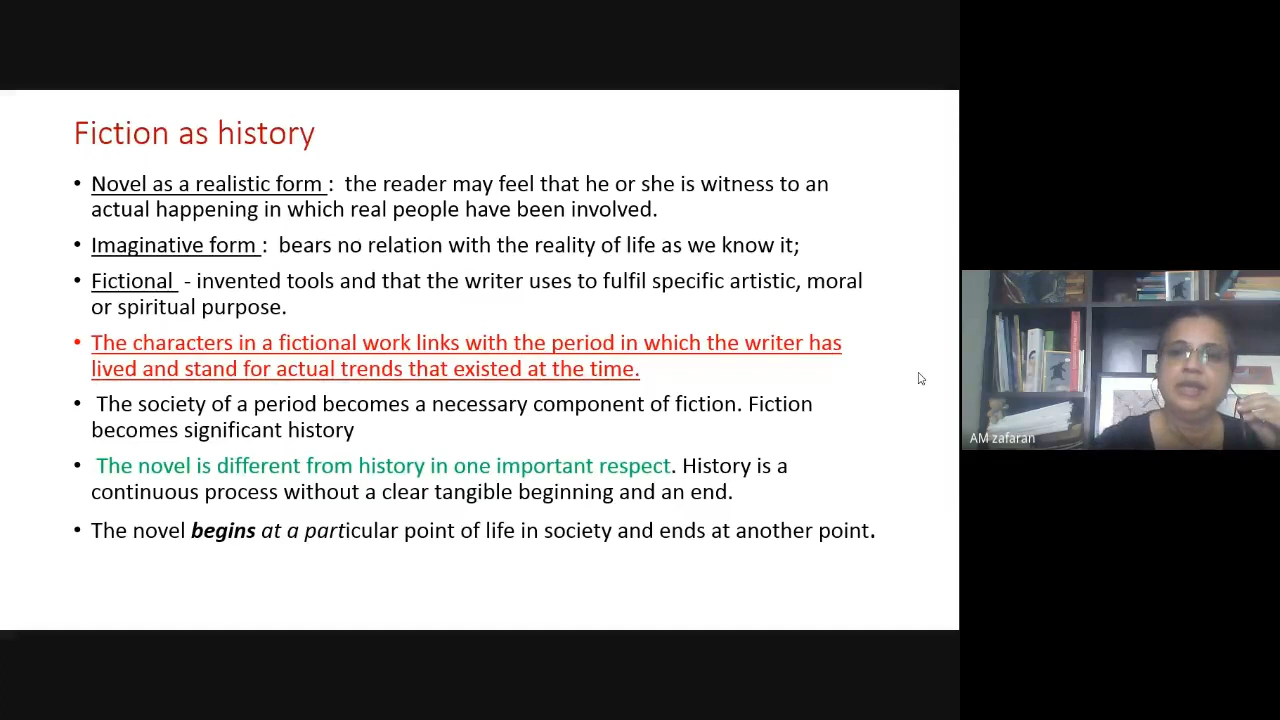 Fiction as history
• Novel as a realistic form : the reader may feel that he or she is witness to an
actual happening in which real people have been involved.
• Imaginative form : bears no relation with the reality of life as we know it;
• Fictional - invented tools and that the writer uses to fulfil specific artistic, moral
or spiritual purpose.
• The characters in a fictional work links with the period in which the writer has
lived and stand for actual trends that existed at the time.
• The society of a period becomes a necessary component of fiction. Fiction
becomes significant history
• The novel is different from history in one important respect. History is a
continuous process without a clear tangible beginning and an end.
• The novel begins at a particular point of life in society and ends at another point.
AM zafaran